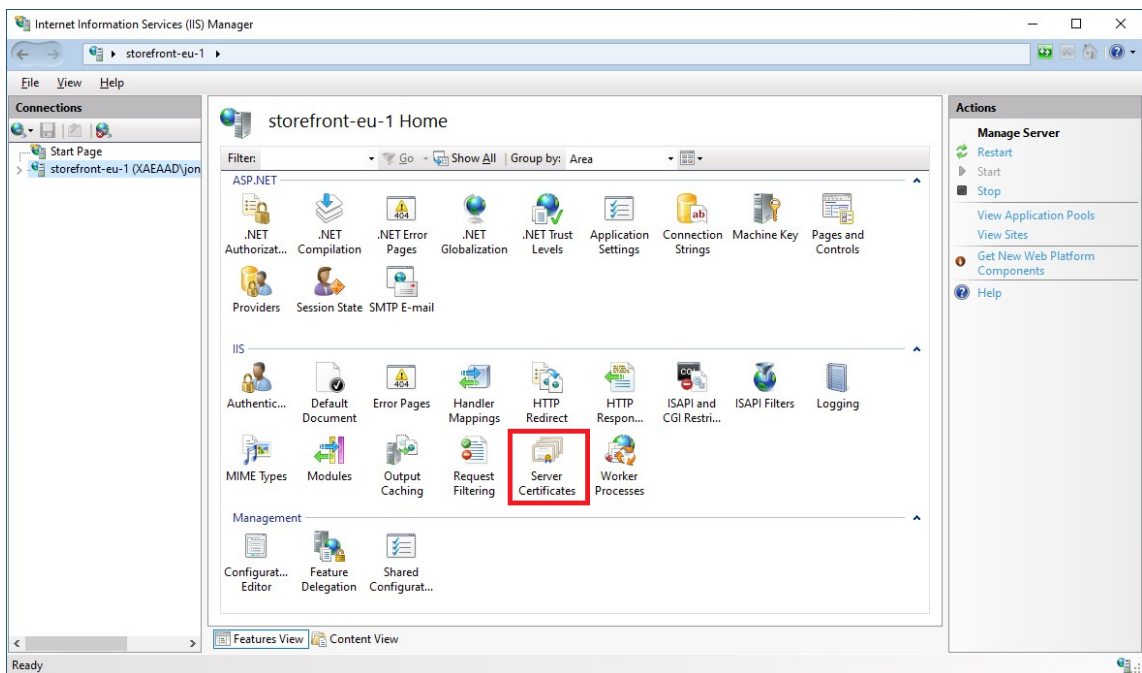 Internet Information Services (IIS) Manager
storefront-eu-1
File View Help
Connections
Start Page
storefront-eu-1 (XAEAAD\jon
storefront-eu-1 Home
Filter: Go Show All Group by: Area
ASP.NET
.NET Authorizat...
.NET Compilation
.NET Error Pages
.NET Globalization
.NET Trust Levels
Application Settings
Connection Strings
Machine Key
Pages and Controls
Providers
Session State
SMTP E-mail
IIS
Authentic...
Default Document
Error Pages
Handler Mappings
HTTP Redirect
HTTP Respon...
ISAPI and CGI Restri...
ISAPI Filters
Logging
MIME Types
Modules
Output Caching
Request Filtering
Server Certificates
Worker Processes
Management
Configurat... Editor
Feature Delegation
Shared Configurat...
Features View
Content View
Actions
Manage Server
Restart
Start
Stop
View Application Pools
View Sites
Get New Web Platform
Components
Help
Ready